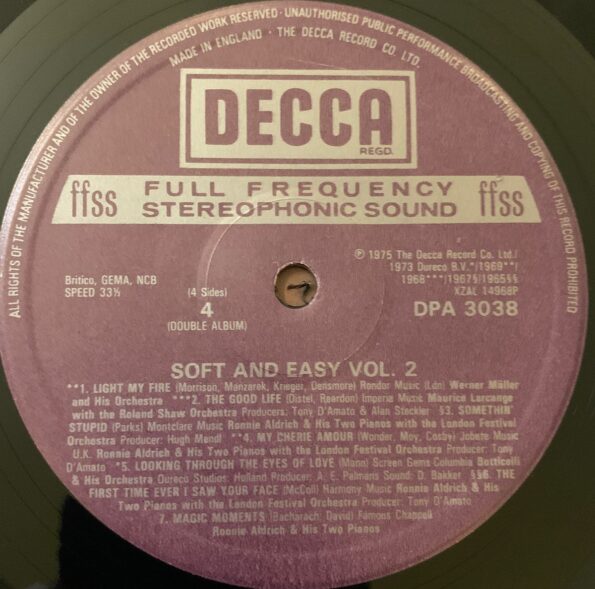 ALL RIGHTS OF THE MANUFACTURER AND OF THE OWNER OF THE RECORDED WORK RESERVED · UNAUTHORISED PUBLIC PERFORMANCE BROADCASTING AND COPYING OF THIS RECORD PROHIBITED
MADE IN ENGLAND · THE DECCA RECORD CO. LTD.
DECCA
REGD.
ffss FULL FREQUENCY STEREOPHONIC SOUND ffss
℗ 1975 The Decca Record Co. Ltd./
1973 Dureco B.V.*/1969**/
1968***/1967§/1965§§
XZAL 14968P
DPA 3038
Britico, GEMA, NCB
SPEED 33⅓
(4 Sides)
4
(DOUBLE ALBUM)
SOFT AND EASY VOL. 2
**1. LIGHT MY FIRE (Morrison, Manzarek, Krieger, Densmore) Rondor Music (Ldn) Werner Müller
and His Orchestra ***2. THE GOOD LIFE (Distel, Reardon) Imperia Music Maurice Larcange
with the Roland Shaw Orchestra Producers: Tony D'Amato & Alan Steckler §3. SOMETHIN'
STUPID (Parks) Montclare Music Ronnie Aldrich & His Two Pianos with the London Festival
Orchestra Producer: Hugh Mendl **4. MY CHERIE AMOUR (Wonder, Moy, Cosby) Jobete Music
U.K. Ronnie Aldrich & His Two Pianos with the London Festival Orchestra Producer: Tony
D'Amato *5. LOOKING THROUGH THE EYES OF LOVE (Mann) Screen Gems Columbia Botticelli
& His Orchestra Dureco Studios: Holland Producer: A. E. Palmans Sound: D. Bakker §§6. THE
FIRST TIME EVER I SAW YOUR FACE (McColl) Harmony Music Ronnie Aldrich & His
Two Pianos with the London Festival Orchestra Producer: Tony D'Amato
7. MAGIC MOMENTS (Bacharach; David) Famous Chappell
Ronnie Aldrich & His Two Pianos